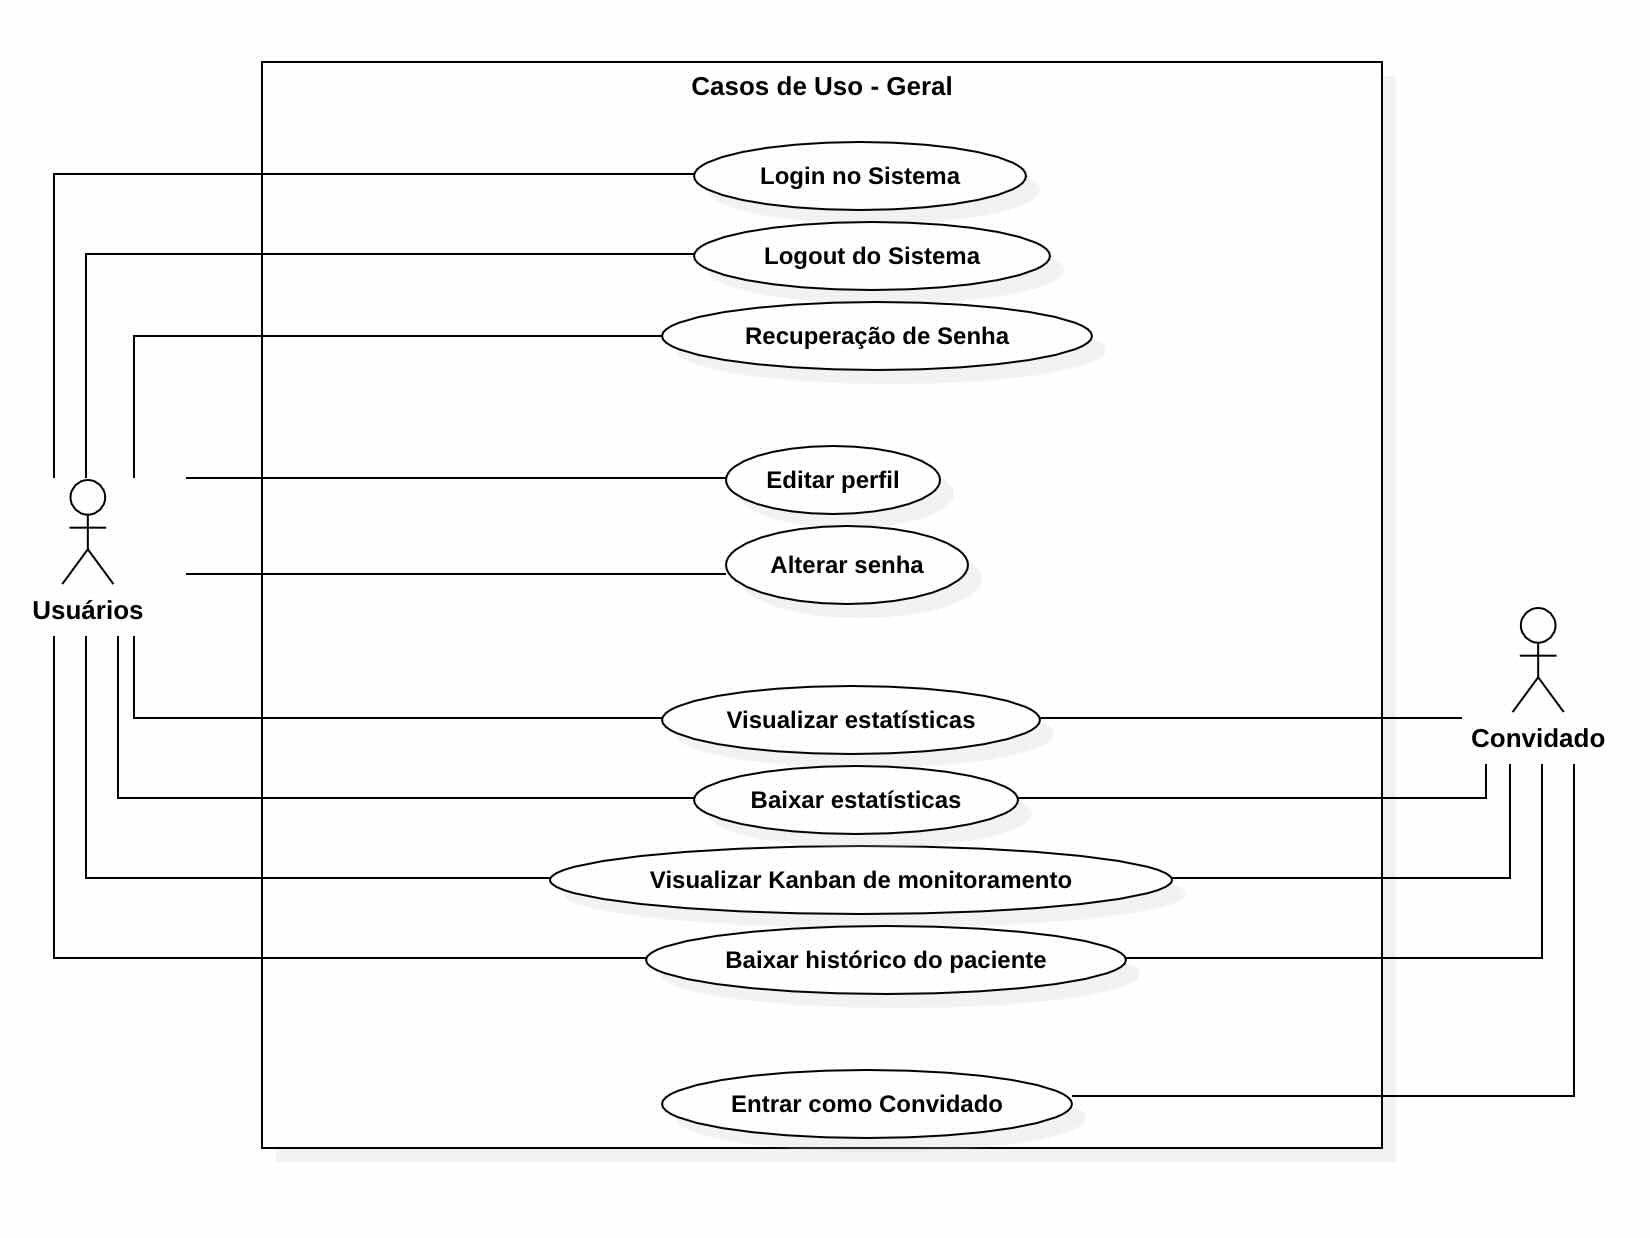 Casos de Uso - Geral
Login no Sistema
Logout do Sistema
Recuperação de Senha
Editar perfil
Alterar senha
Usuários
Visualizar estatísticas
Convidado
Baixar estatísticas
Visualizar Kanban de monitoramento
Baixar histórico do paciente
Entrar como Convidado